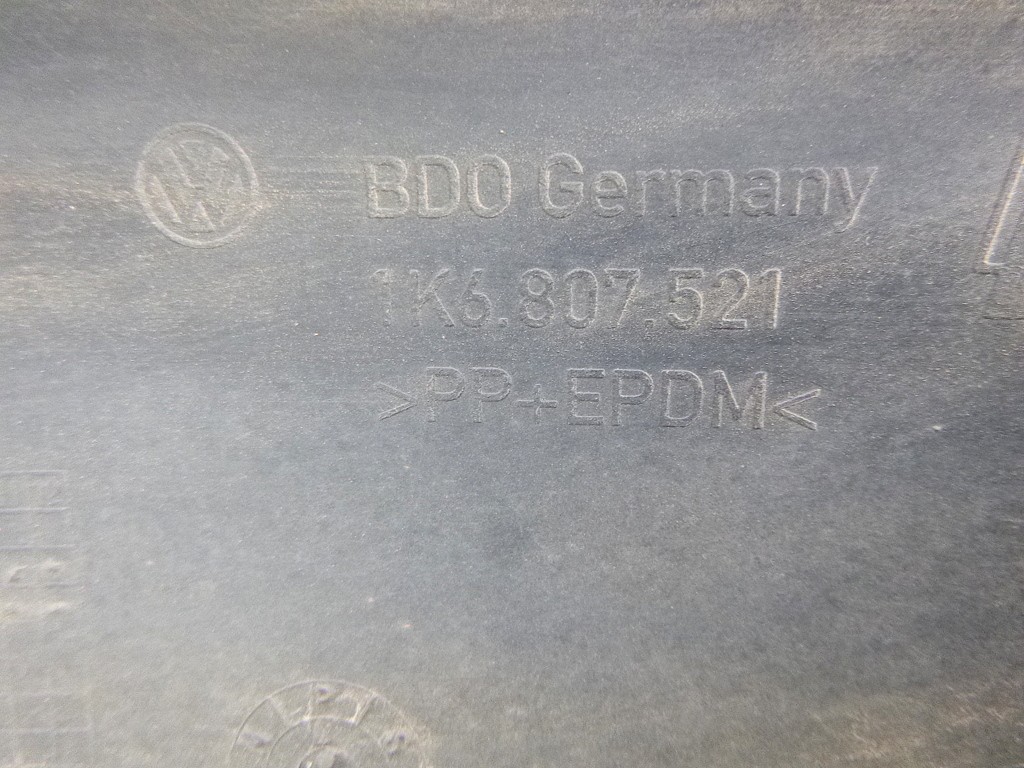 BDO Germany
1K6.807.521
>PP+EPDM<